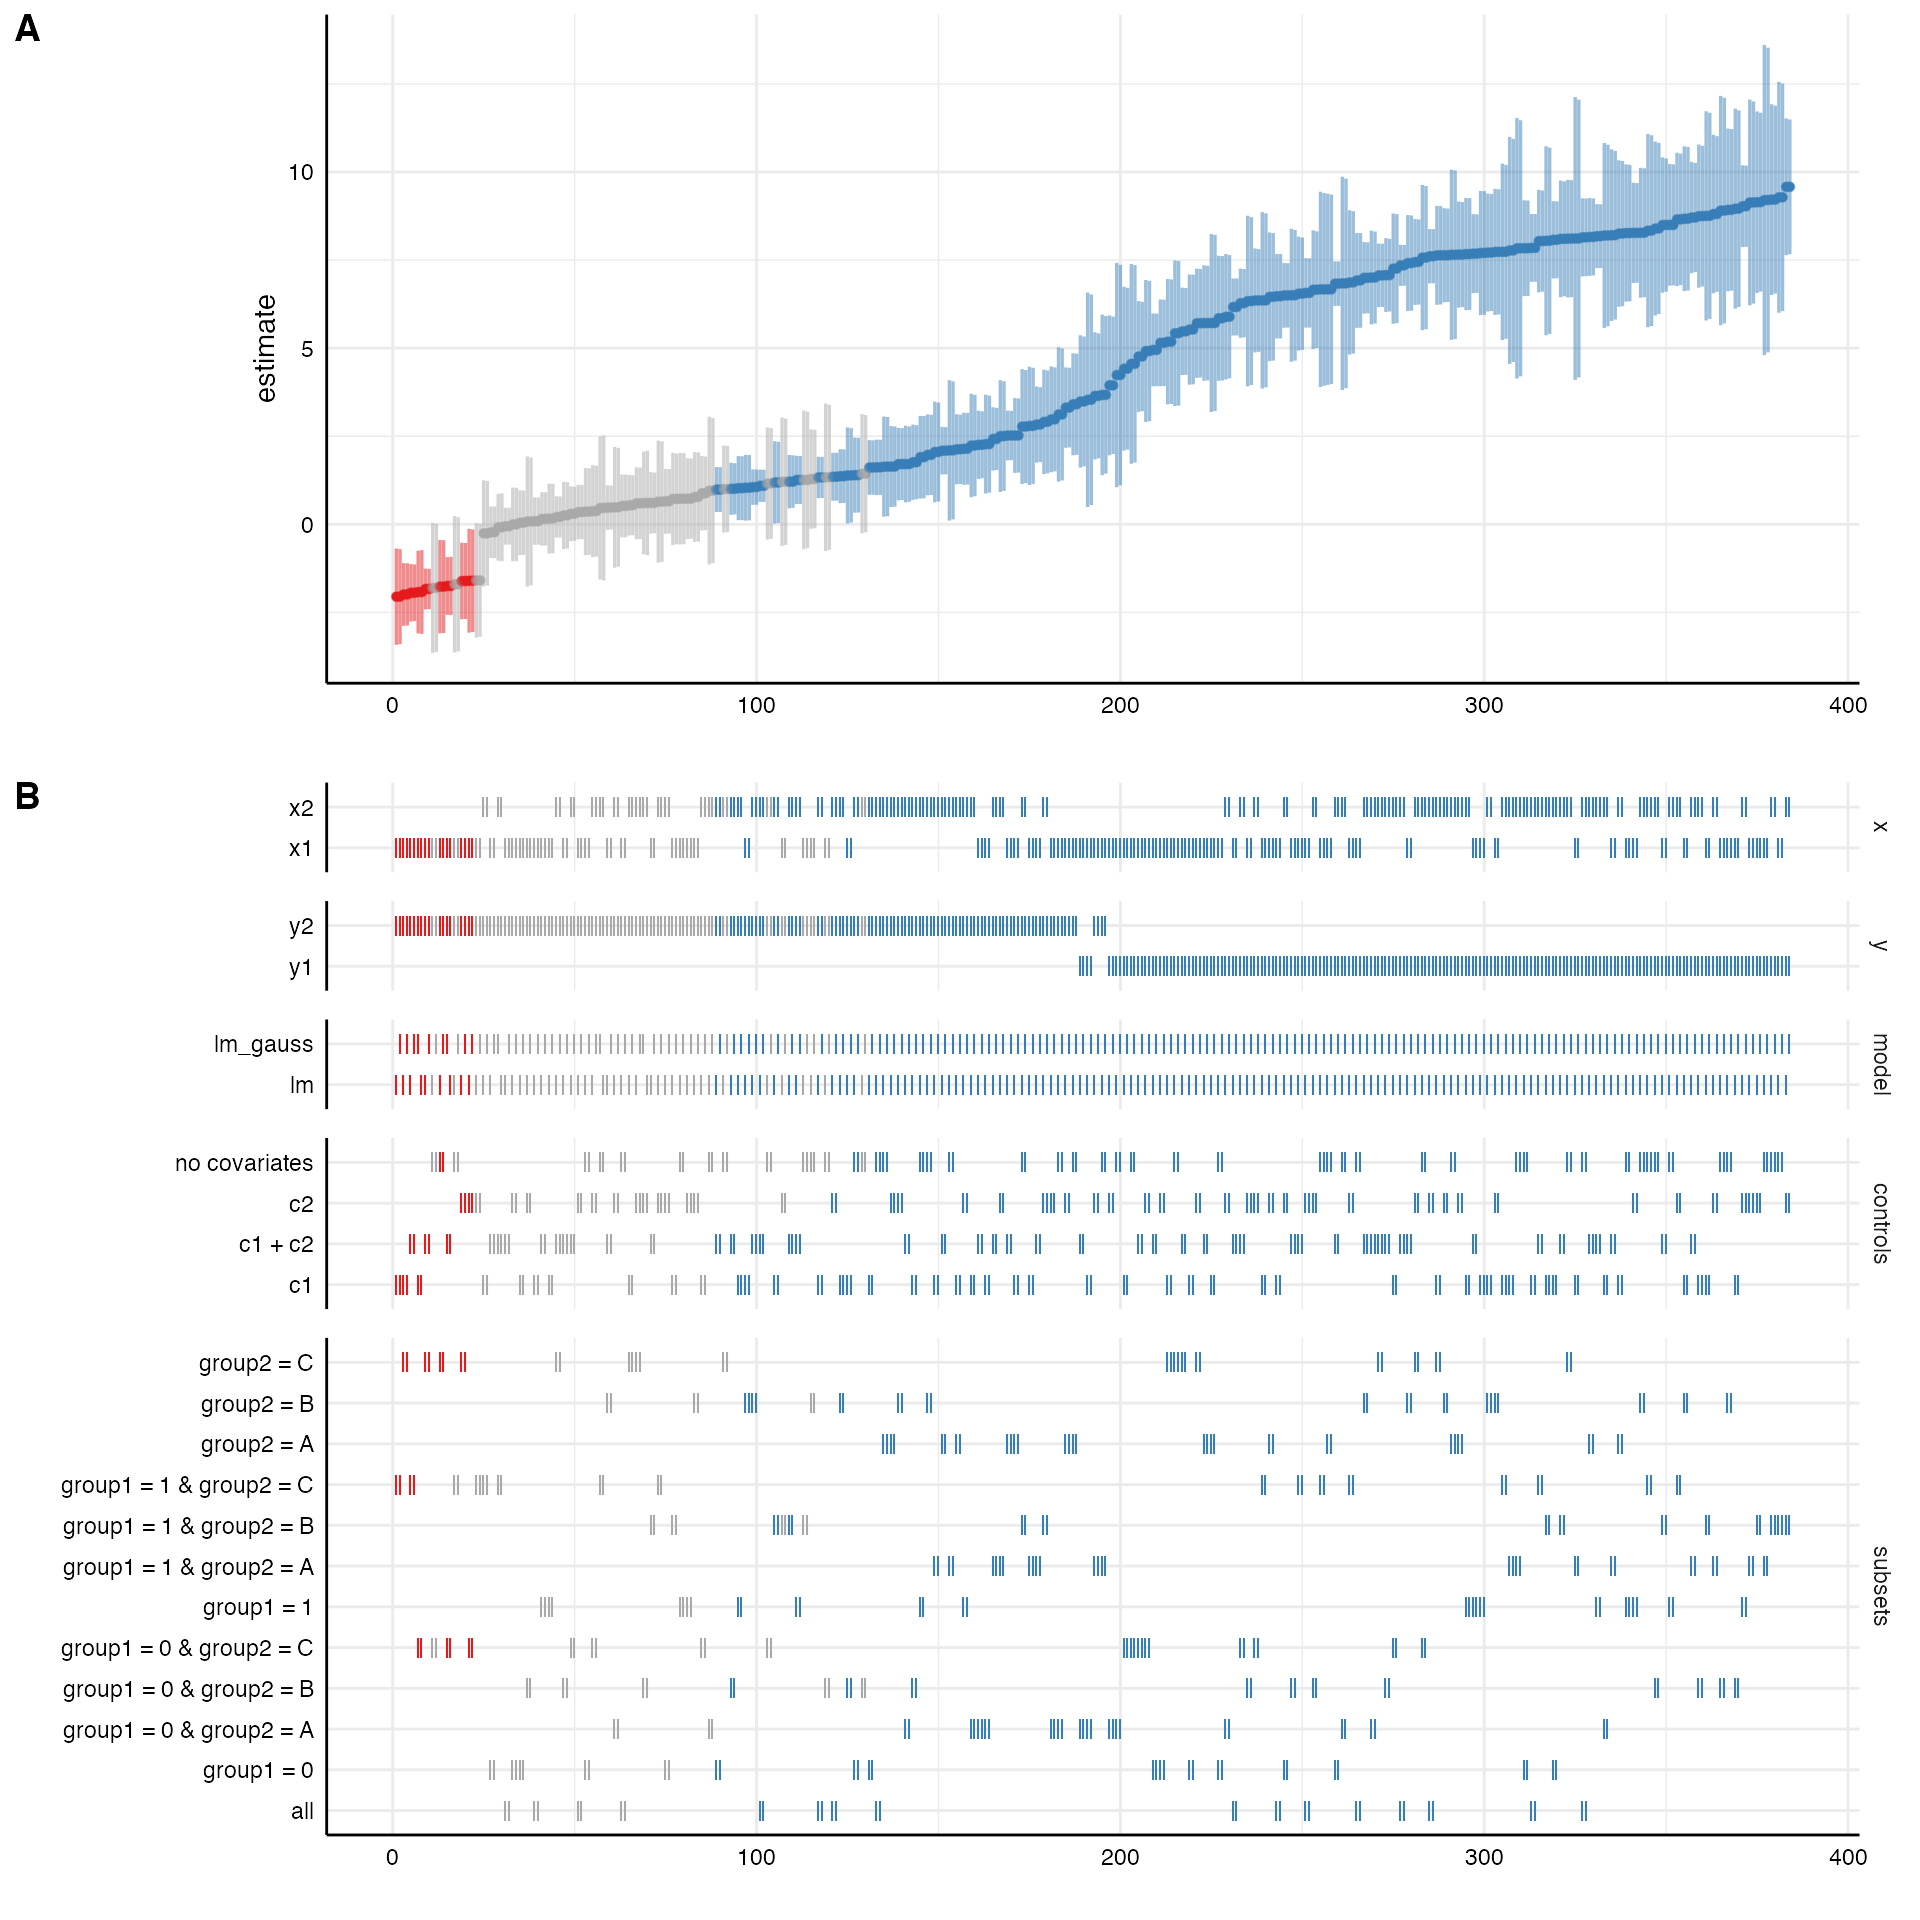 A
10
5
0
estimate
0 100 200 300 400
B
x2
x1
x
y2
y1
y
lm_gauss
lm
model
no covariates
c2
c1 + c2
c1
controls
group2 = C
group2 = B
group2 = A
group1 = 1 & group2 = C
group1 = 1 & group2 = B
group1 = 1 & group2 = A
group1 = 1
group1 = 0 & group2 = C
group1 = 0 & group2 = B
group1 = 0 & group2 = A
group1 = 0
all
subsets
0 100 200 300 400